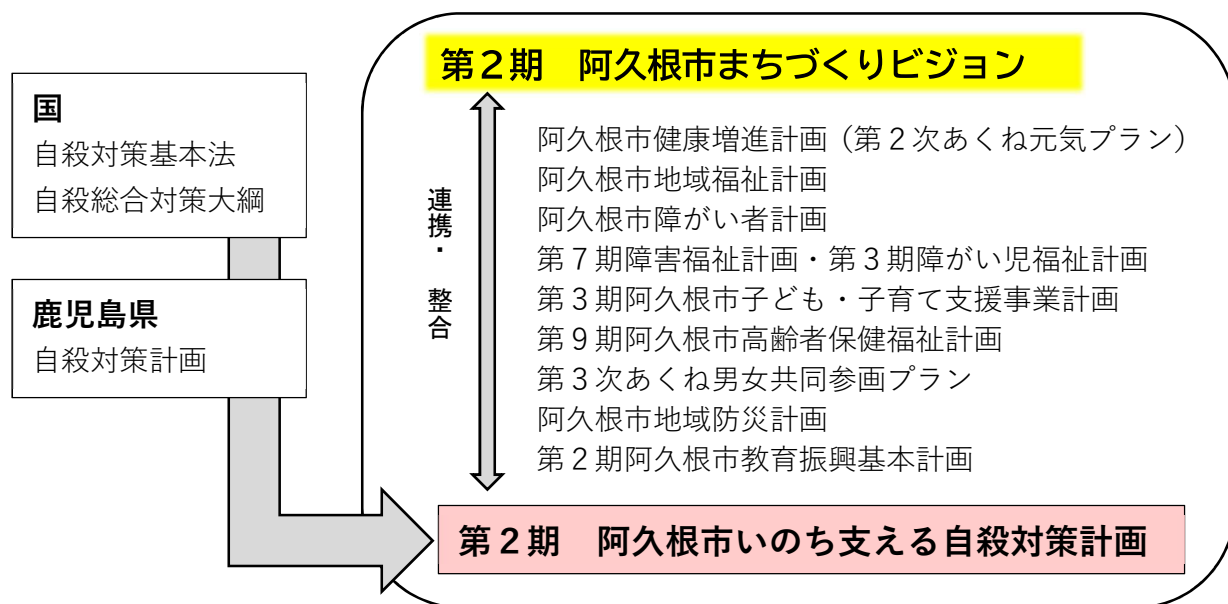 第２期　阿久根市まちづくりビジョン
国
自殺対策基本法
自殺総合対策大綱
鹿児島県
自殺対策計画
連携・　整合
阿久根市健康増進計画（第２次あくね元気プラン）
阿久根市地域福祉計画
阿久根市障がい者計画
第７期障害福祉計画・第３期障がい児福祉計画
第３期阿久根市子ども・子育て支援事業計画
第９期阿久根市高齢者保健福祉計画
第３次あくね男女共同参画プラン
阿久根市地域防災計画
第２期阿久根市教育振興基本計画
第２期　阿久根市いのち支える自殺対策計画